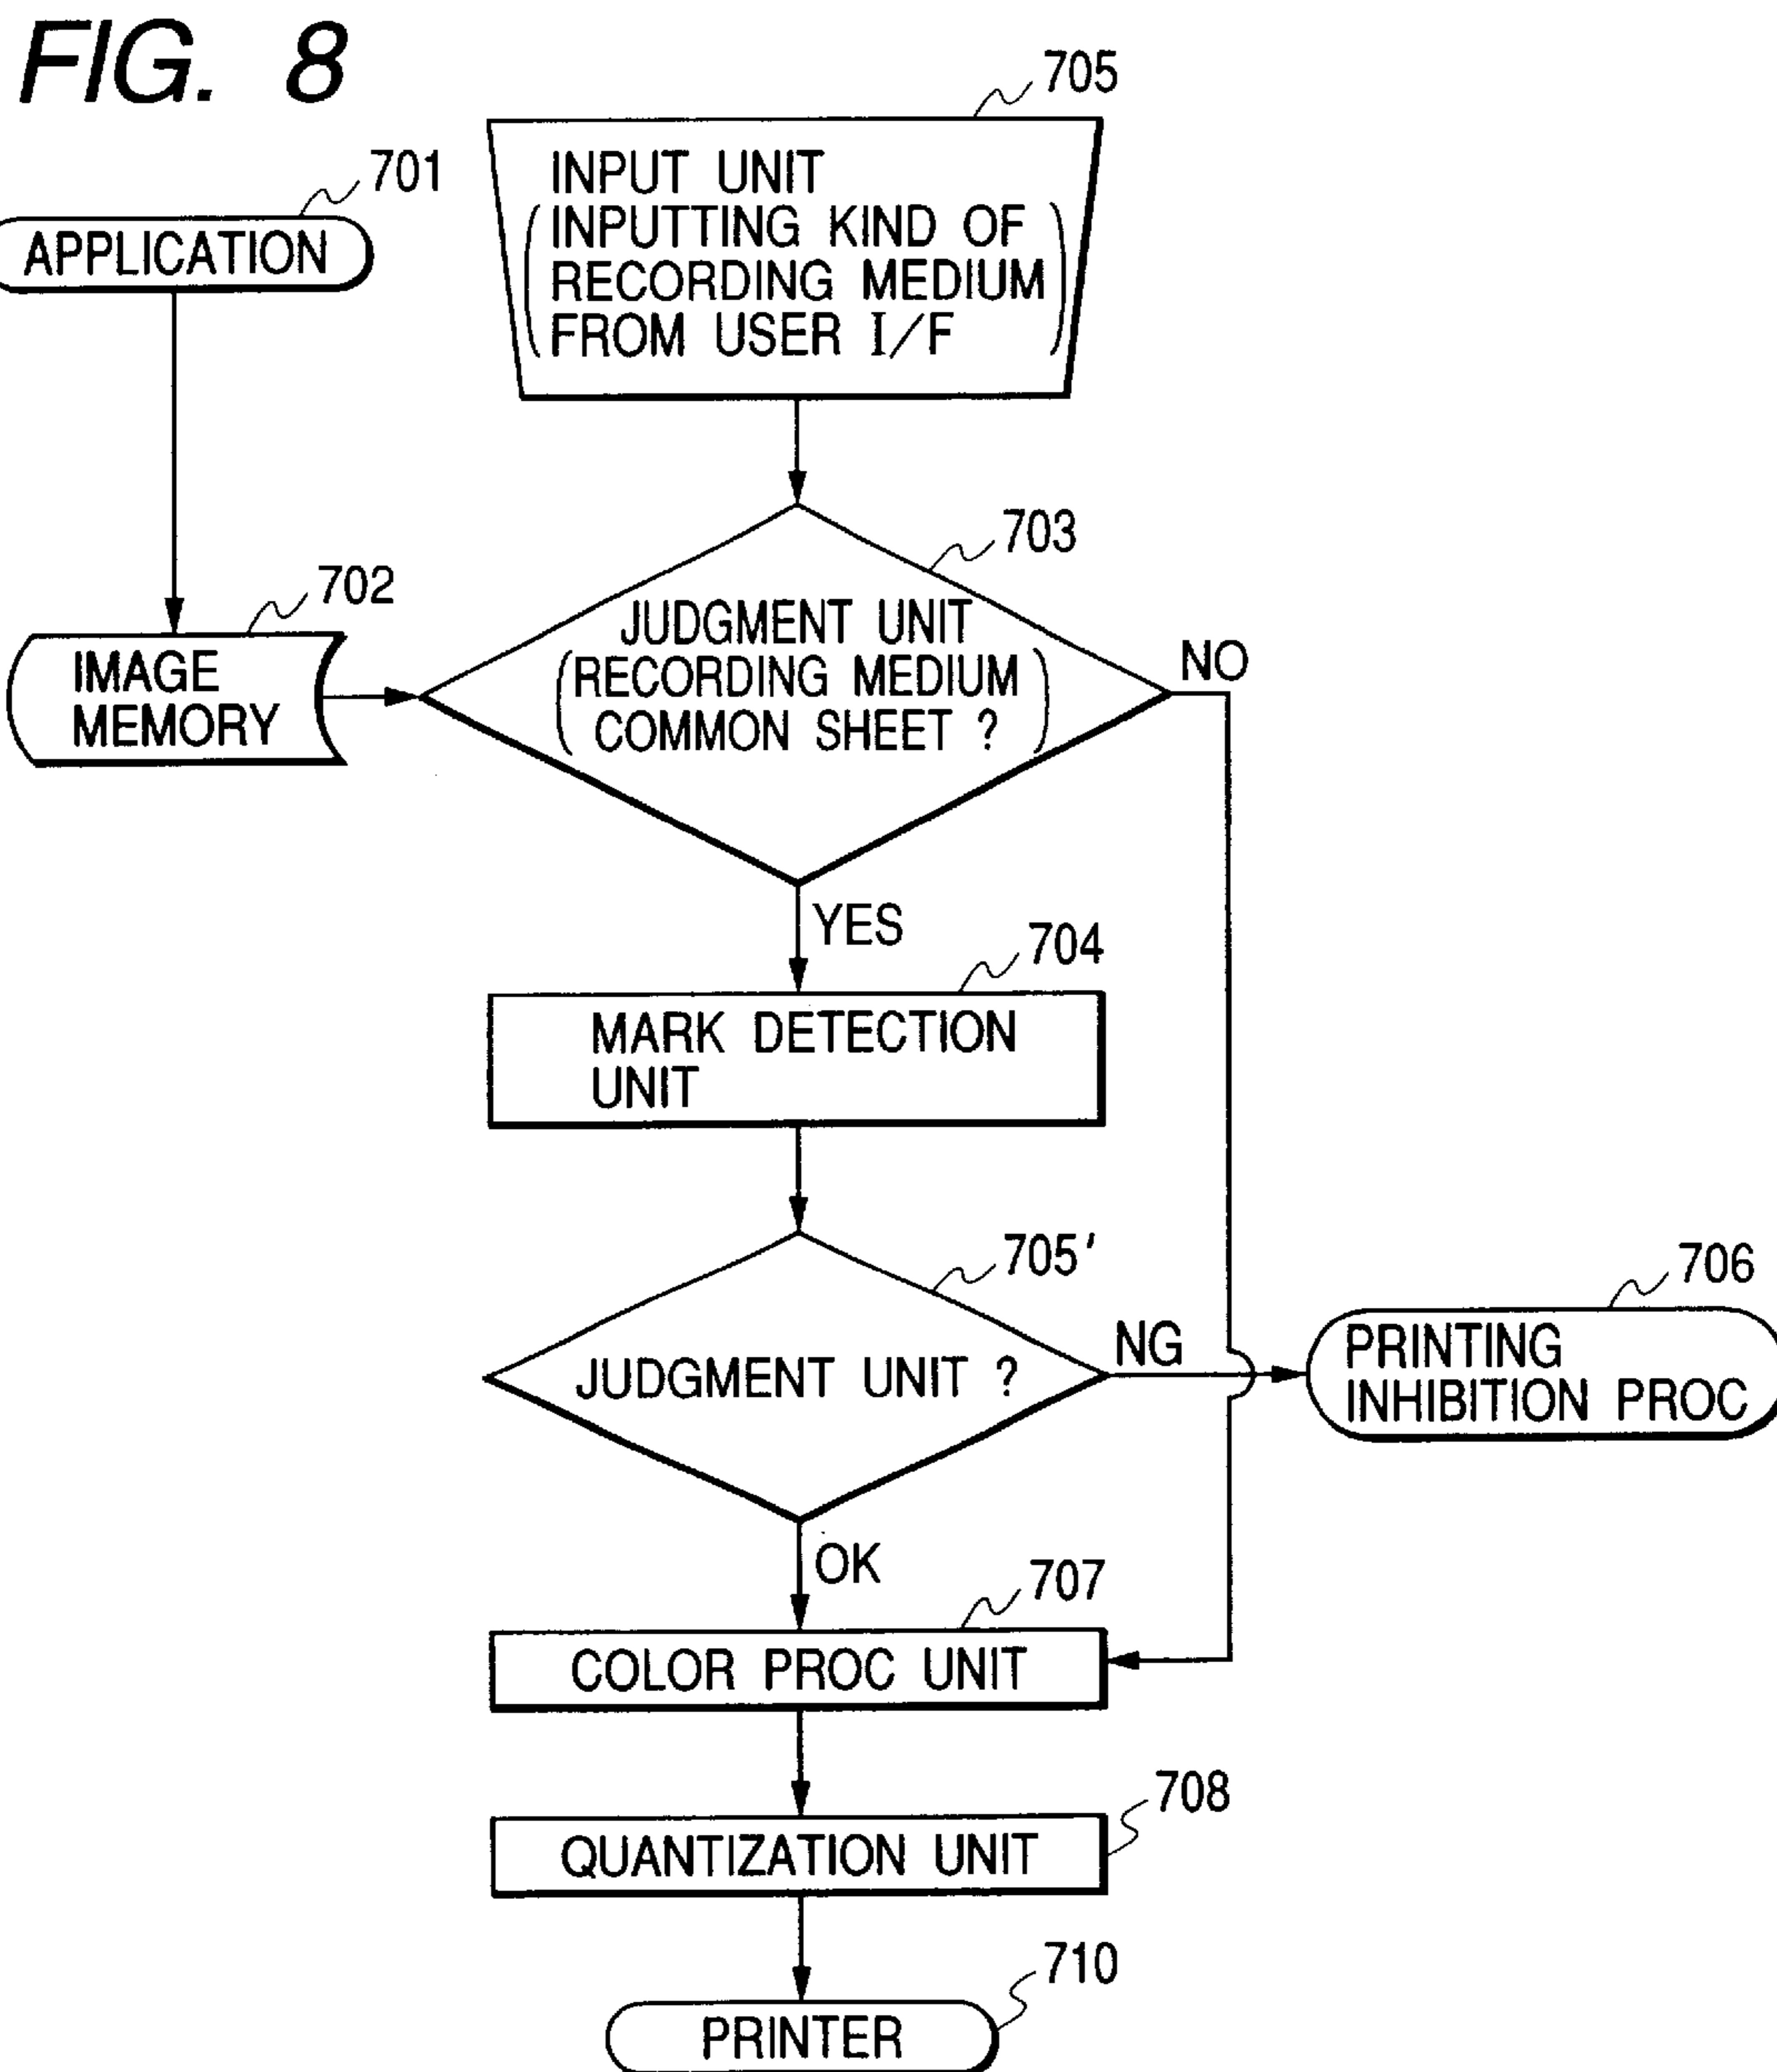 FIG. 8
705
701
INPUT UNIT
(INPUTTING KIND OF
RECORDING MEDIUM
FROM USER I/F)
APPLICATION
703
702
JUDGMENT UNIT
(RECORDING MEDIUM
COMMON SHEET ?)
NO
IMAGE
MEMORY
YES
704
MARK DETECTION
UNIT
705'
706
JUDGMENT UNIT ?
NG
PRINTING
INHIBITION PROC
OK
707
COLOR PROC UNIT
708
QUANTIZATION UNIT
710
PRINTER